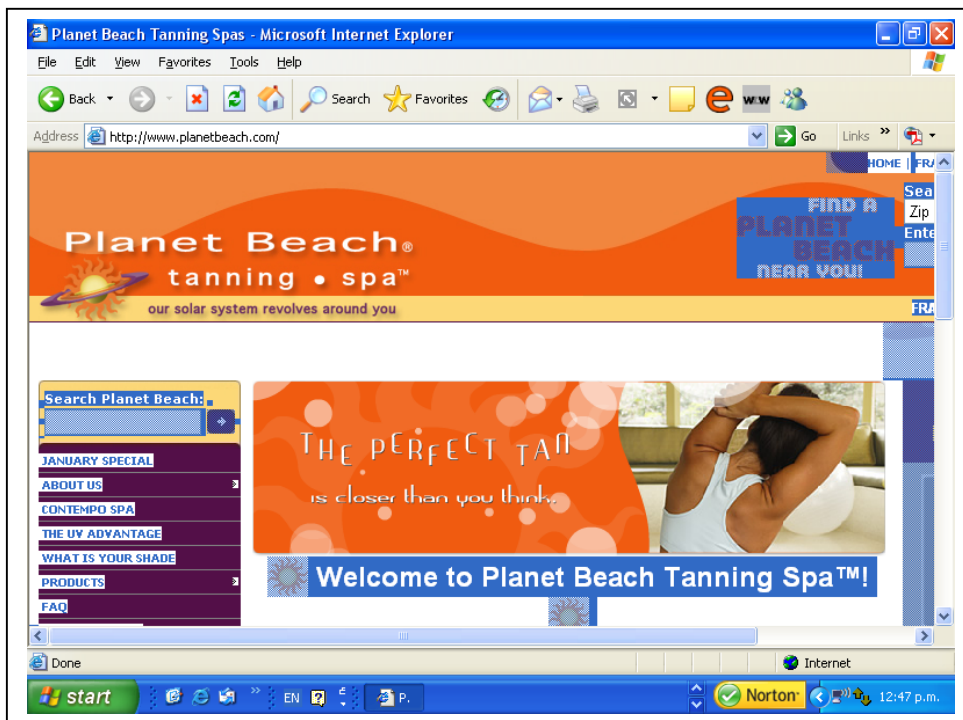 Planet Beach Tanning Spas - Microsoft Internet Explorer
File Edit View Favorites Tools Help
Back Search Favorites W:W
Address http://www.planetbeach.com/ Go Links »
HOME | FRA
FIND A
PLANET
BEACH
NEAR YOU!
Sea
Zip
Ente
Planet Beach®
tanning • spa™
our solar system revolves around you
FRA
Search Planet Beach:
JANUARY SPECIAL
ABOUT US
CONTEMPO SPA
THE UV ADVANTAGE
WHAT IS YOUR SHADE
PRODUCTS
FAQ
THE PERFECT TAN
is closer than you think.
Welcome to Planet Beach Tanning Spa™!
Done Internet
start » EN P. Norton 12:47 p.m.